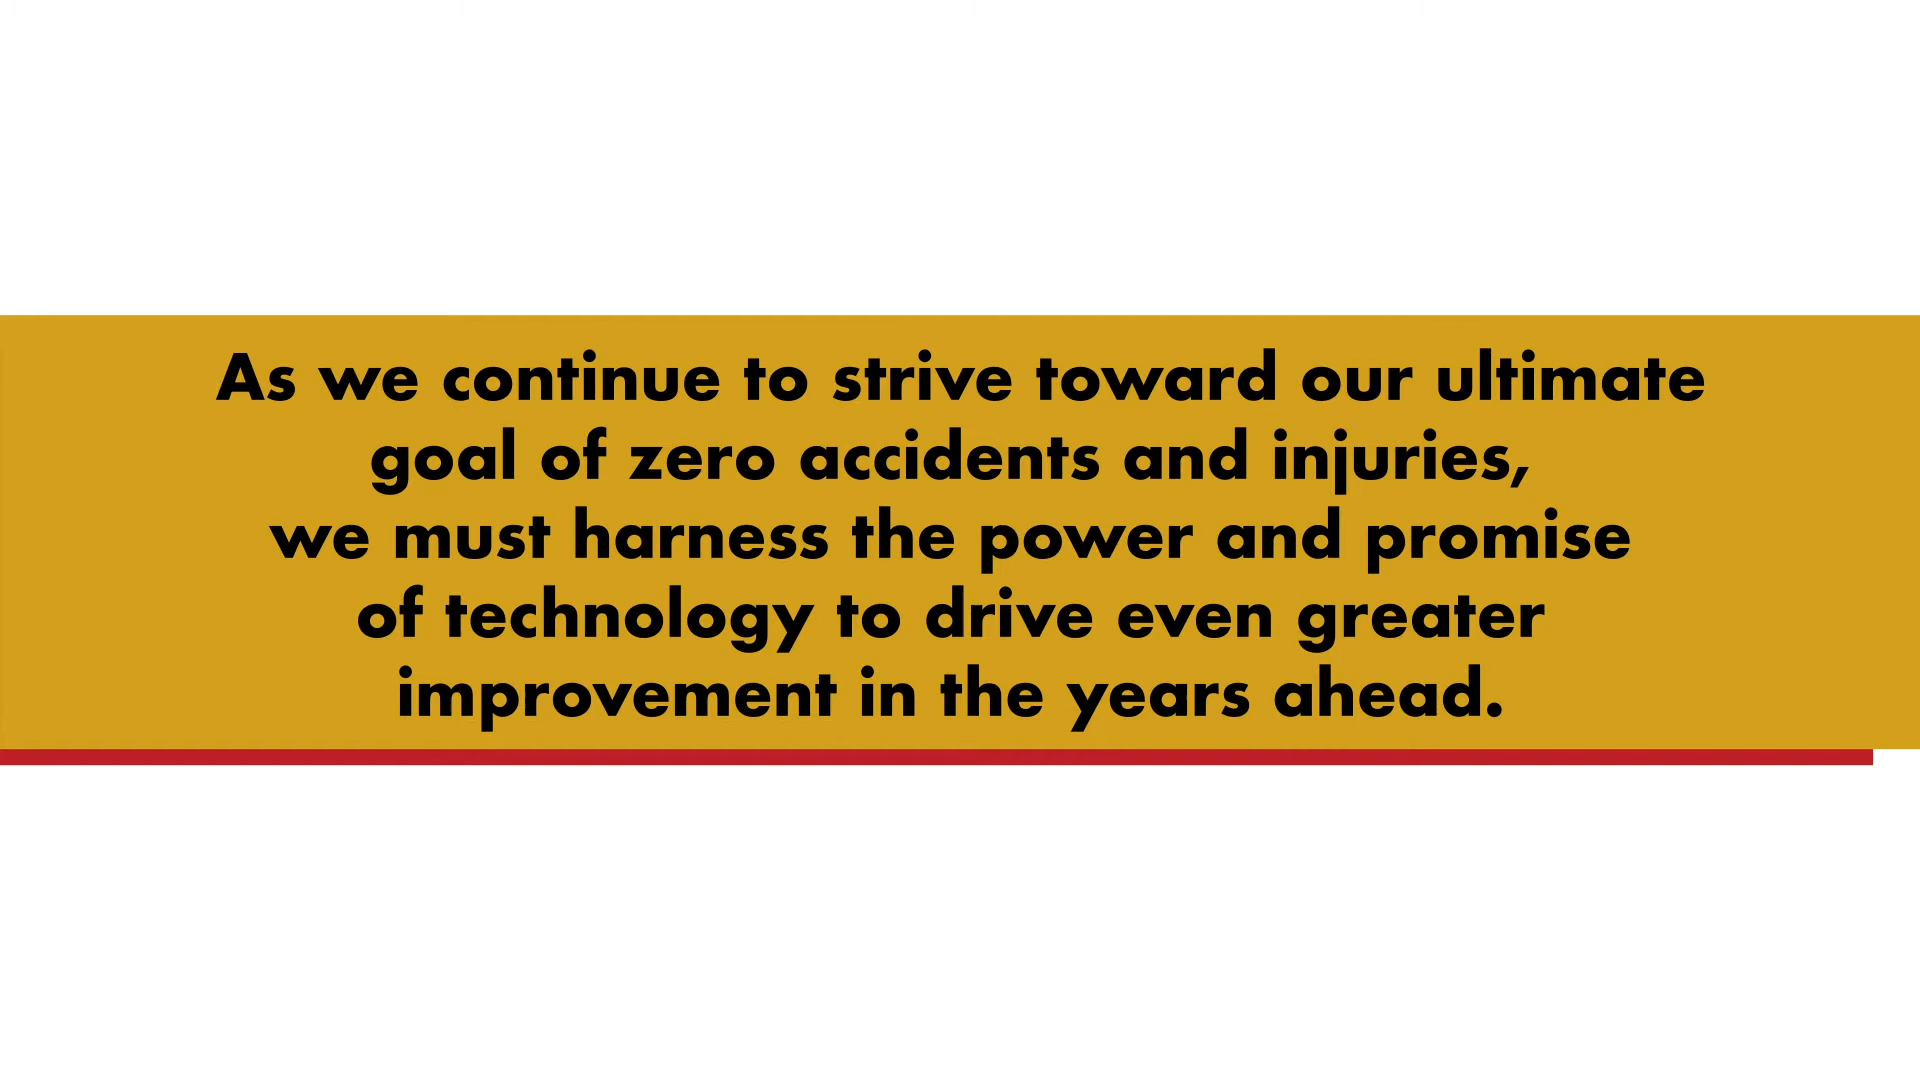 As we continue to strive toward our ultimate
goal of zero accidents and injuries,
we must harness the power and promise
of technology to drive even greater
improvement in the years ahead.